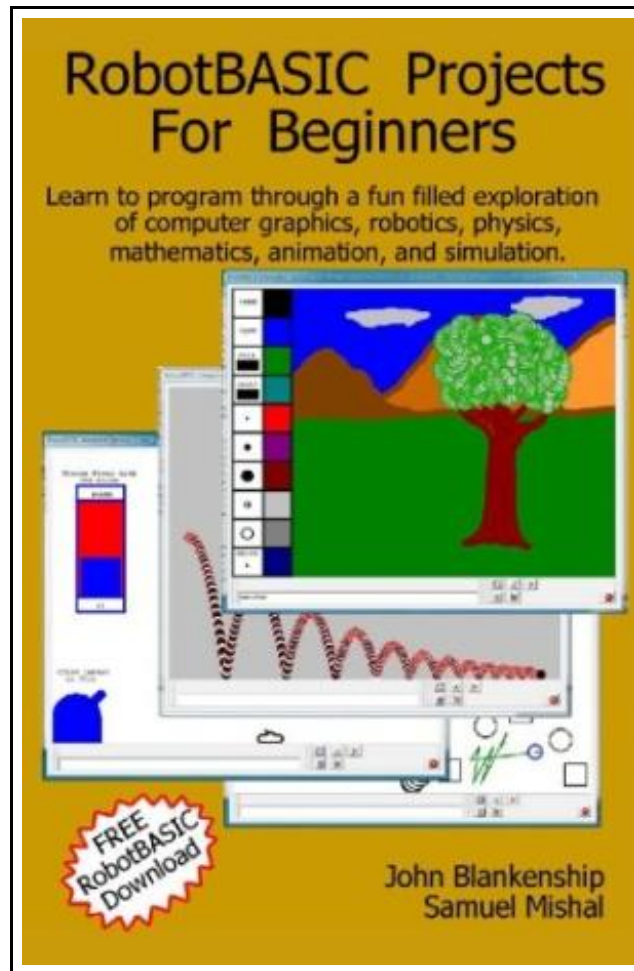 RobotBASIC Projects
For Beginners
Learn to program through a fun filled exploration
of computer graphics, robotics, physics,
mathematics, animation, and simulation.
FREE
RobotBASIC
Download
John Blankenship
Samuel Mishal